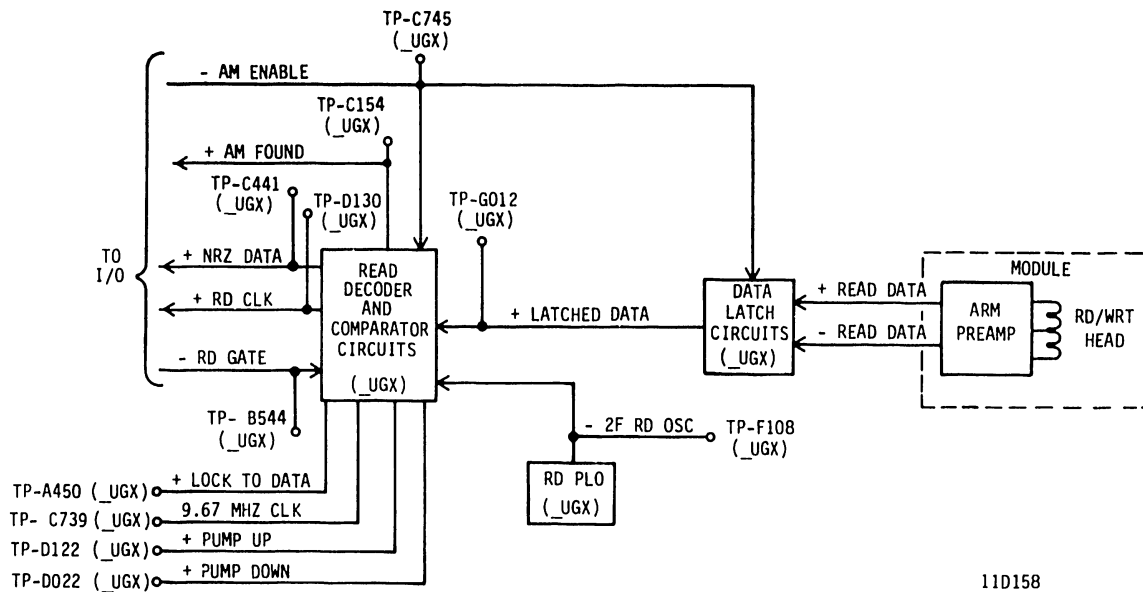 TP-C745
(_UGX)
- AM ENABLE
TP-C154
(_UGX)
+ AM FOUND
TP-C441
(_UGX)
TP-D130
(_UGX)
TP-G012
(_UGX)
TO
I/O
+ NRZ DATA
+ RD CLK
- RD GATE
TP- B544
(_UGX)
READ
DECODER
AND
COMPARATOR
CIRCUITS
(_UGX)
+ LATCHED DATA
DATA
LATCH
CIRCUITS
(_UGX)
+ READ DATA
- READ DATA
MODULE
ARM
PREAMP
RD/WRT
HEAD
- 2F RD OSC
TP-F108
(_UGX)
RD PLO
(_UGX)
TP-A450 (_UGX)
+ LOCK TO DATA
TP- C739 (_UGX)
9.67 MHZ CLK
TP-D122 (_UGX)
+ PUMP UP
TP-D022 (_UGX)
+ PUMP DOWN
11D158